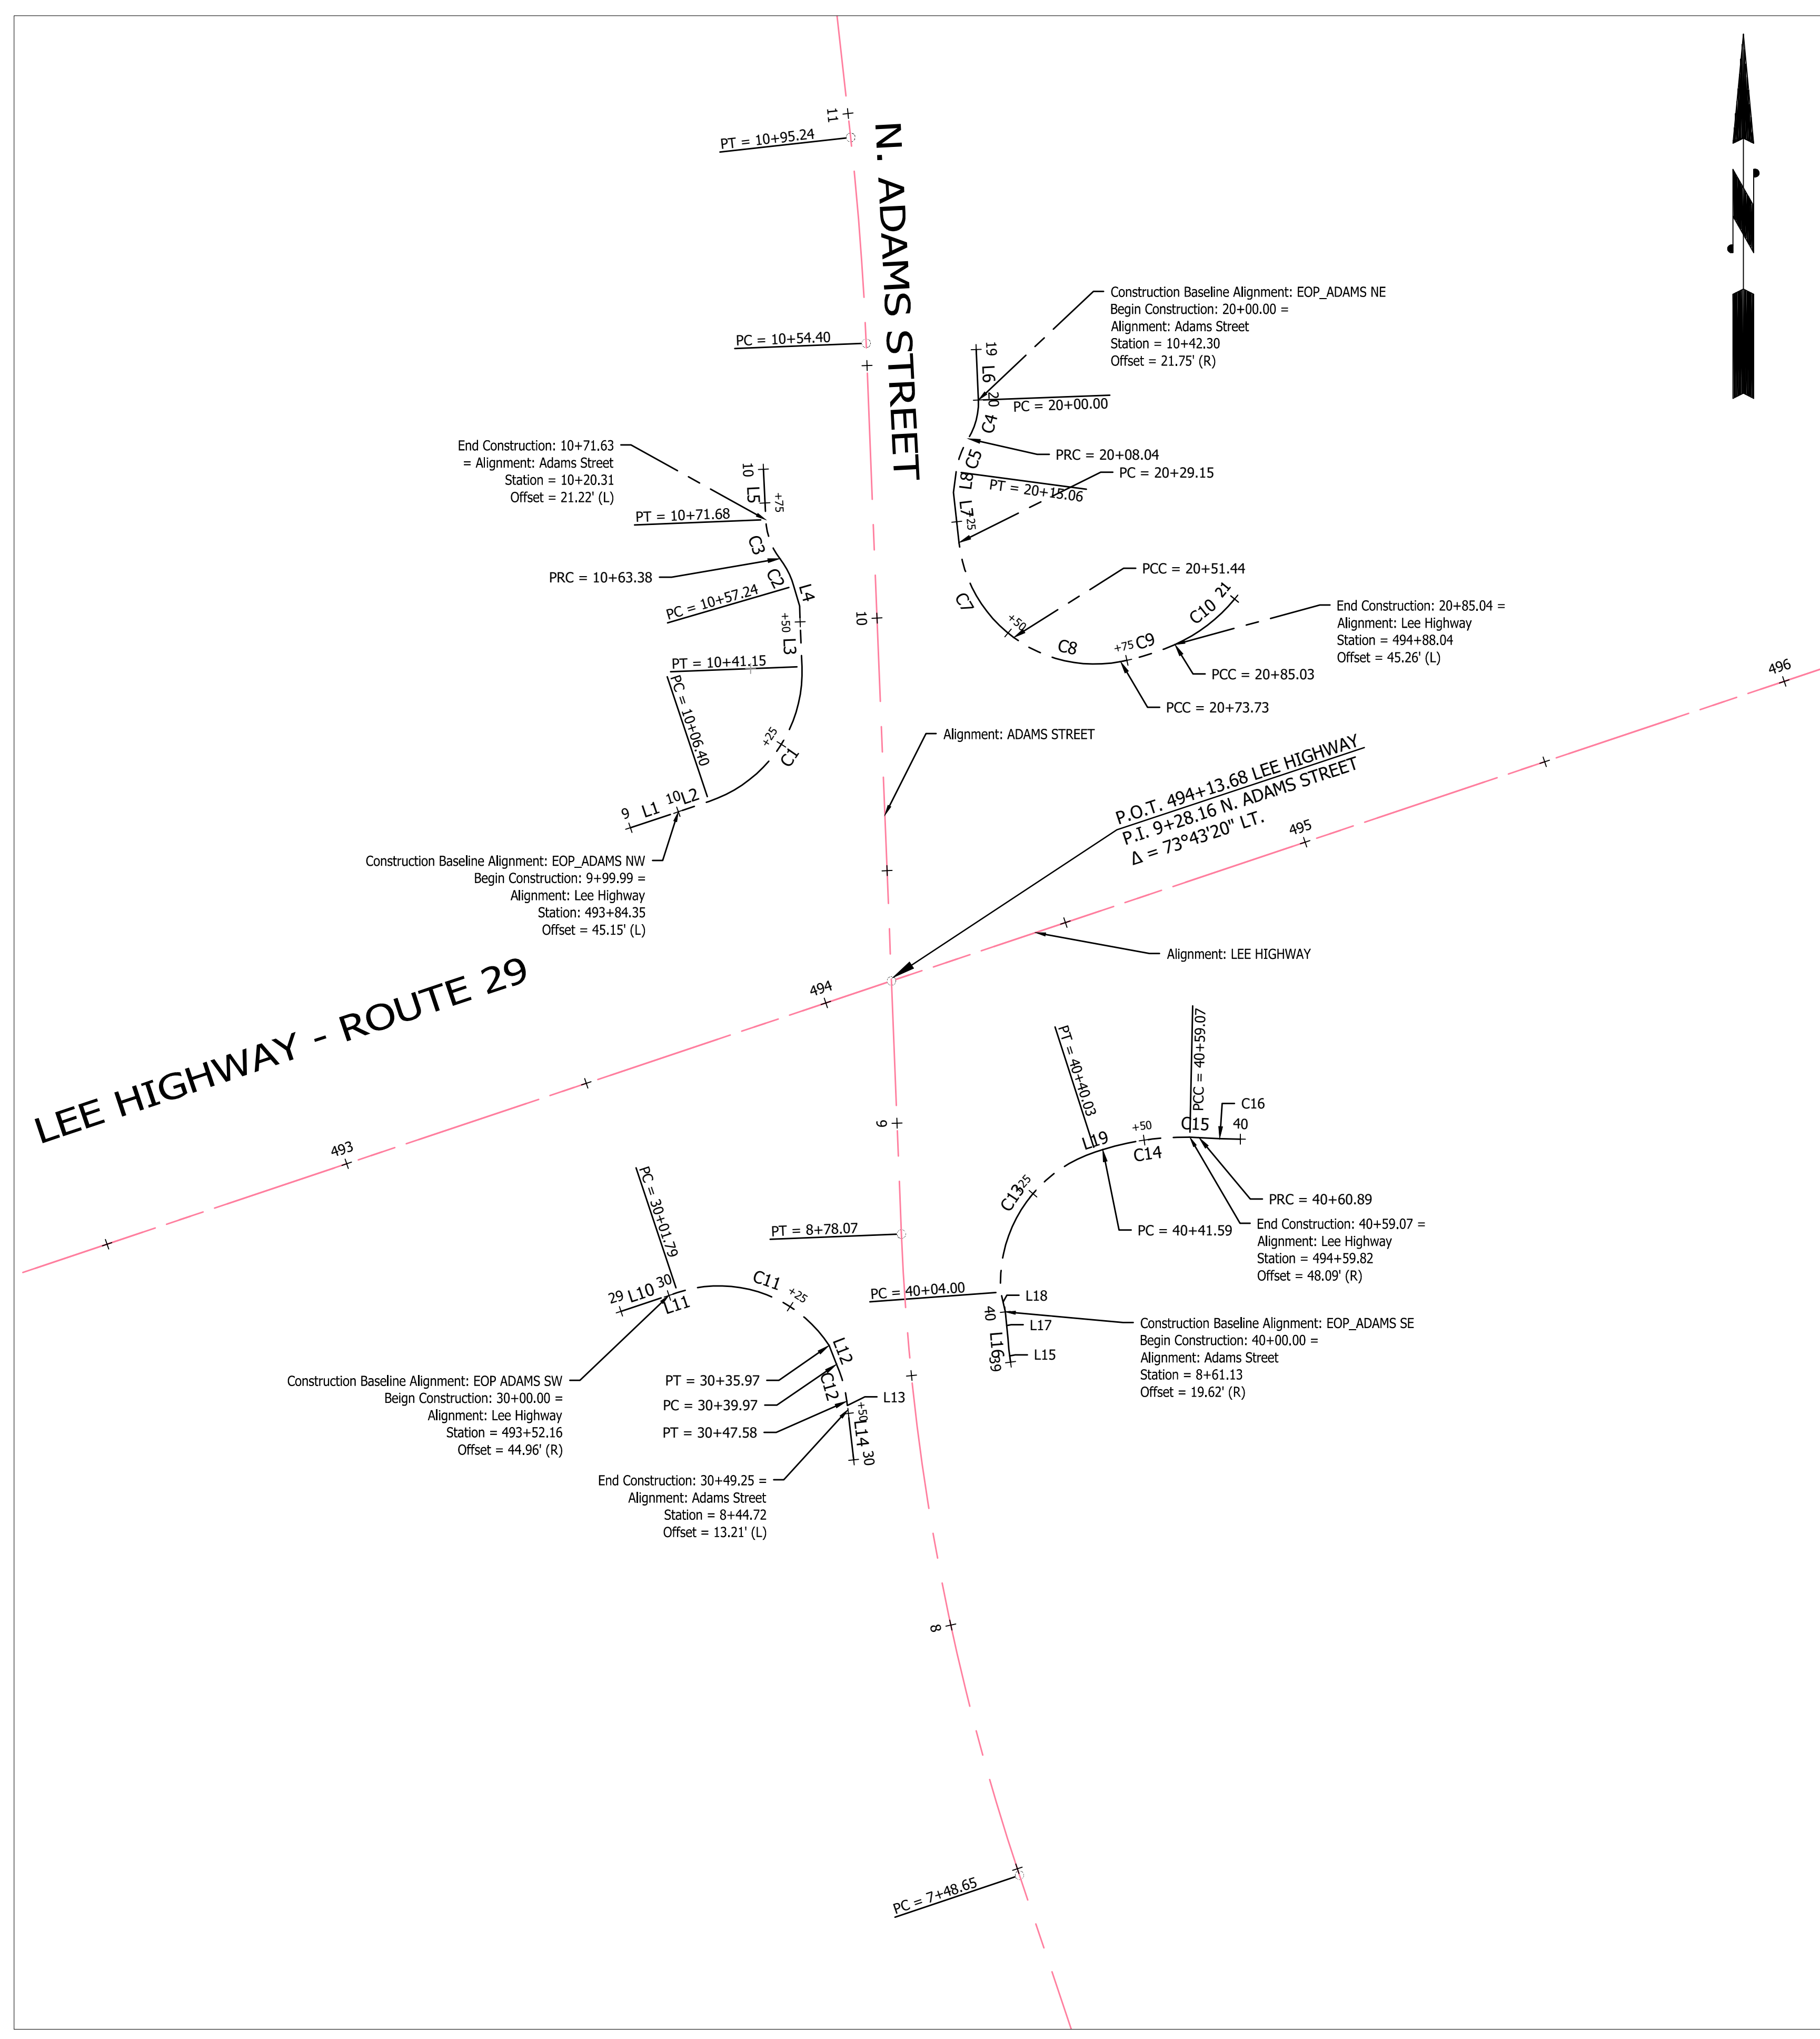 11
PT = 10+95.24
N. ADAMS STREET
PC = 10+54.40
N
Construction Baseline Alignment: EOP_ADAMS NE
Begin Construction: 20+00.00 =
Alignment: Adams Street
Station = 10+42.30
Offset = 21.75' (R)
19
L6
20
PC = 20+00.00
C4
PRC = 20+08.04
C5
PC = 20+29.15
L8
PT = 20+15.06
L7
+25
End Construction: 10+71.63
= Alignment: Adams Street
Station = 10+20.31
Offset = 21.22' (L)
10
L5
+75
PT = 10+71.68
C3
PRC = 10+63.38
C2
L4
PC = 10+57.24
+50
L3
PT = 10+41.15
PC = 10+06.40
+25
C1
10
PCC = 20+51.44
C7
+50
C8
+75
C9
C10
21
End Construction: 20+85.04 =
Alignment: Lee Highway
Station = 494+88.04
Offset = 45.26' (L)
PCC = 20+85.03
PCC = 20+73.73
496
9
L1
10
L2
Construction Baseline Alignment: EOP_ADAMS NW
Begin Construction: 9+99.99 =
Alignment: Lee Highway
Station: 493+84.35
Offset = 45.15' (L)
Alignment: ADAMS STREET
P.O.T. 494+13.68 LEE HIGHWAY
P.I. 9+28.16 N. ADAMS STREET
Δ = 73°43'20" LT.
495
Alignment: LEE HIGHWAY
LEE HIGHWAY - ROUTE 29
494
493
9
PT = 40+40.03
PCC = 40+59.07
C16
L19
+50
C15
40
C14
C13
+25
PRC = 40+60.89
PC = 40+41.59
End Construction: 40+59.07 =
Alignment: Lee Highway
Station = 494+59.82
Offset = 48.09' (R)
PC = 30+01.79
PT = 8+78.07
29
L10
30
L11
C11
+25
PC = 40+04.00
L18
40
L17
L16
L15
39
Construction Baseline Alignment: EOP_ADAMS SE
Begin Construction: 40+00.00 =
Alignment: Adams Street
Station = 8+61.13
Offset = 19.62' (R)
Construction Baseline Alignment: EOP ADAMS SW
Beign Construction: 30+00.00 =
Alignment: Lee Highway
Station = 493+52.16
Offset = 44.96' (R)
L12
PT = 30+35.97
PC = 30+39.97
C12
L13
PT = 30+47.58
+50
L14
30
End Construction: 30+49.25 =
Alignment: Adams Street
Station = 8+44.72
Offset = 13.21' (L)
8
PC = 7+48.65